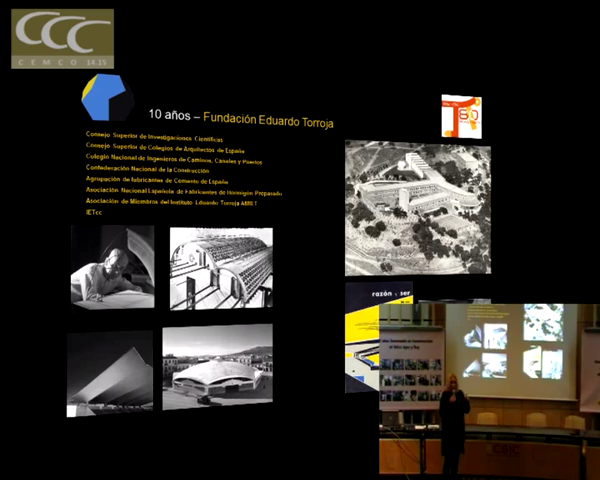 CCC
CEMCO 14.15
10 años – Fundación Eduardo Torroja
Consejo Superior de Investigaciones Científicas
Consejo Superior de Colegios de Arquitectos de España
Colegio Nacional de Ingenieros de Caminos, Canales y Puertos
Confederación Nacional de la Construcción
Agrupación de fabricantes de Cemento de España
Asociación Nacional Española de Fabricantes de Hormigón Preparado
Asociación de Miembros del Instituto Eduardo Torroja AMIET
IETcc
razón y ser
CSIC